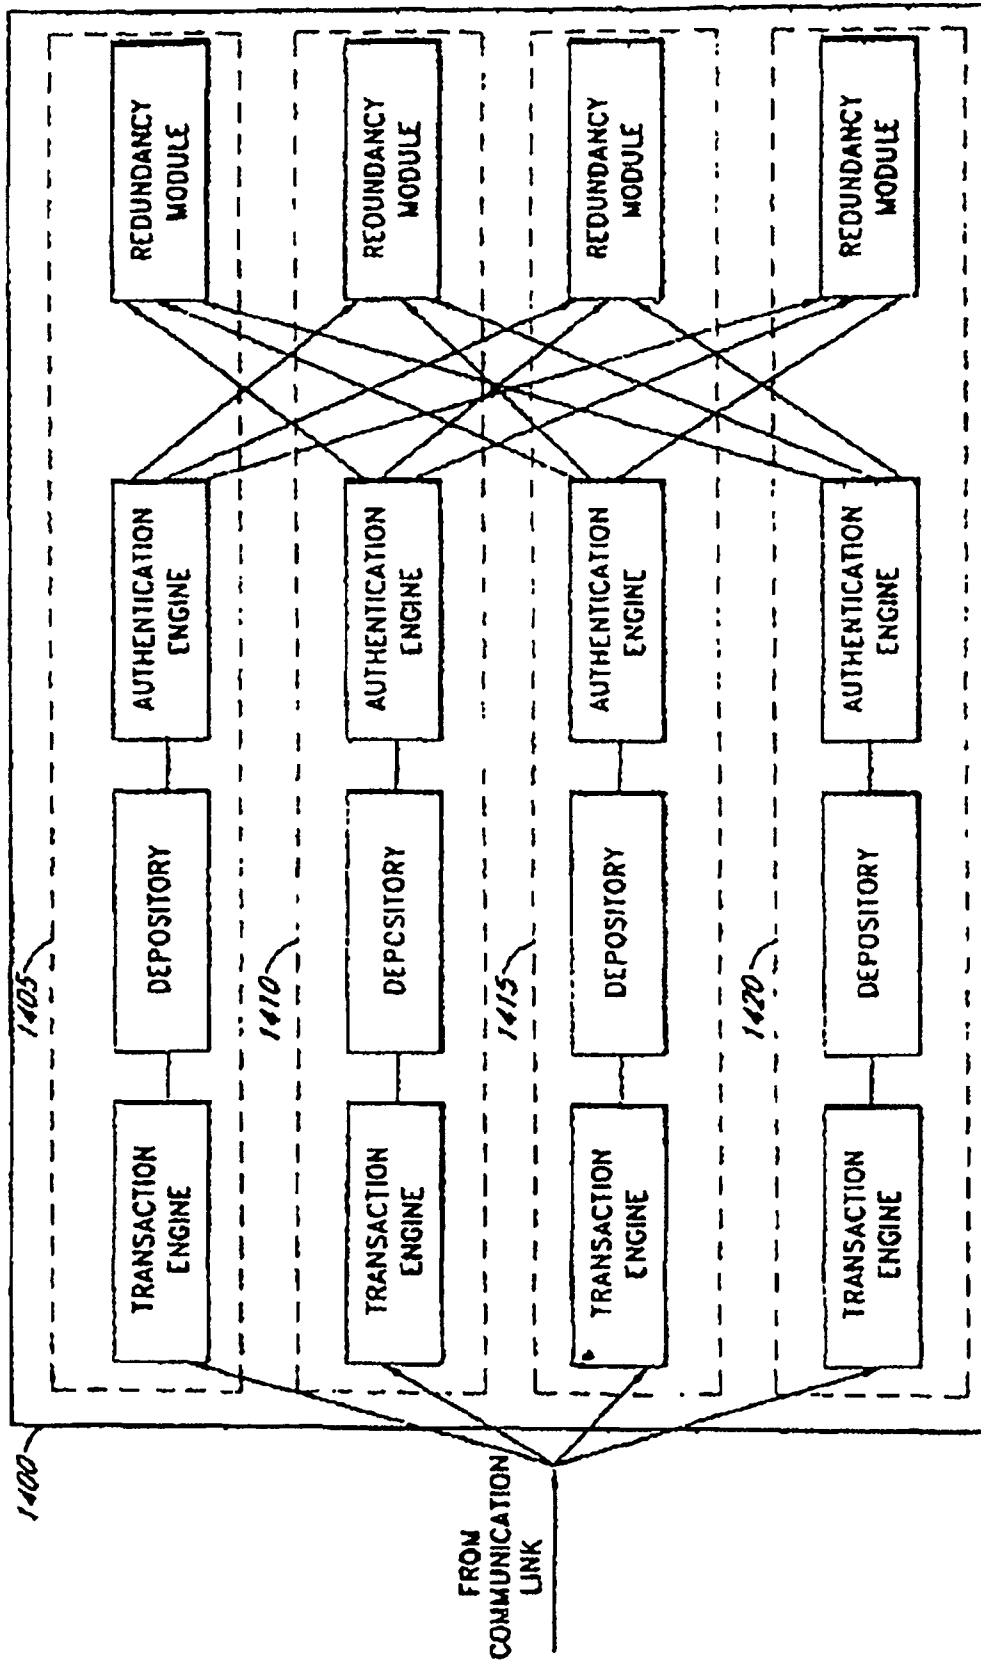 1400
FROM
COMMUNICATION
LINK
1405
TRANSACTION
ENGINE
DEPOSITORY
AUTHENTICATION
ENGINE
REDUNDANCY
MODULE
1410
TRANSACTION
ENGINE
DEPOSITORY
AUTHENTICATION
ENGINE
REDUNDANCY
MODULE
1415
TRANSACTION
ENGINE
DEPOSITORY
AUTHENTICATION
ENGINE
REDUNDANCY
MODULE
1420
TRANSACTION
ENGINE
DEPOSITORY
AUTHENTICATION
ENGINE
REDUNDANCY
MODULE